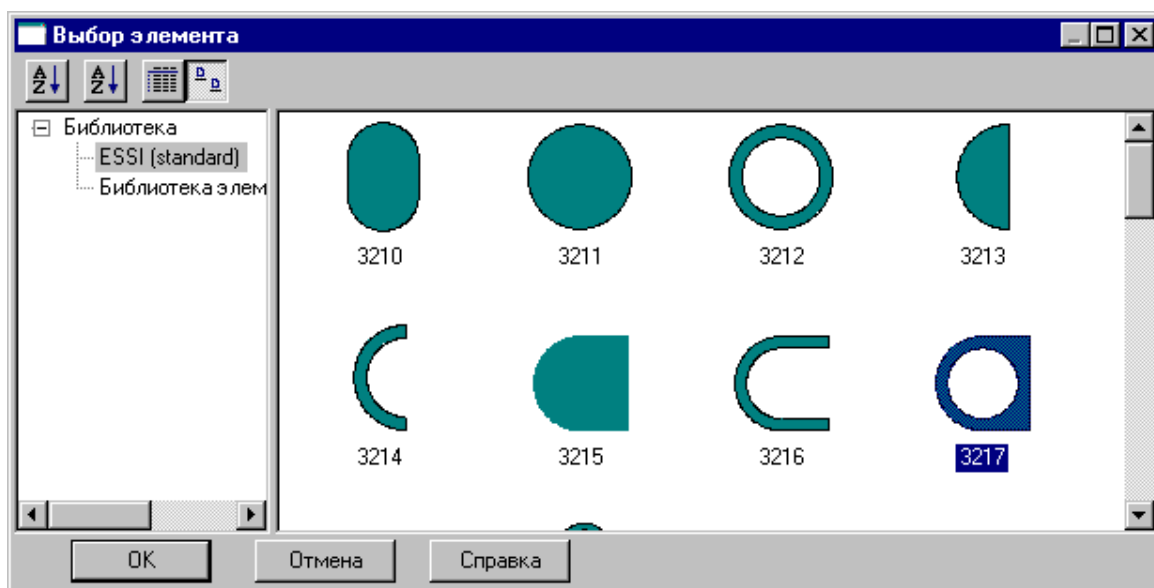 Выбор элемента
Библиотека
ESSI (standard)
Библиотека элем
3210 3211 3212 3213
3214 3215 3216 3217
OK Отмена Справка